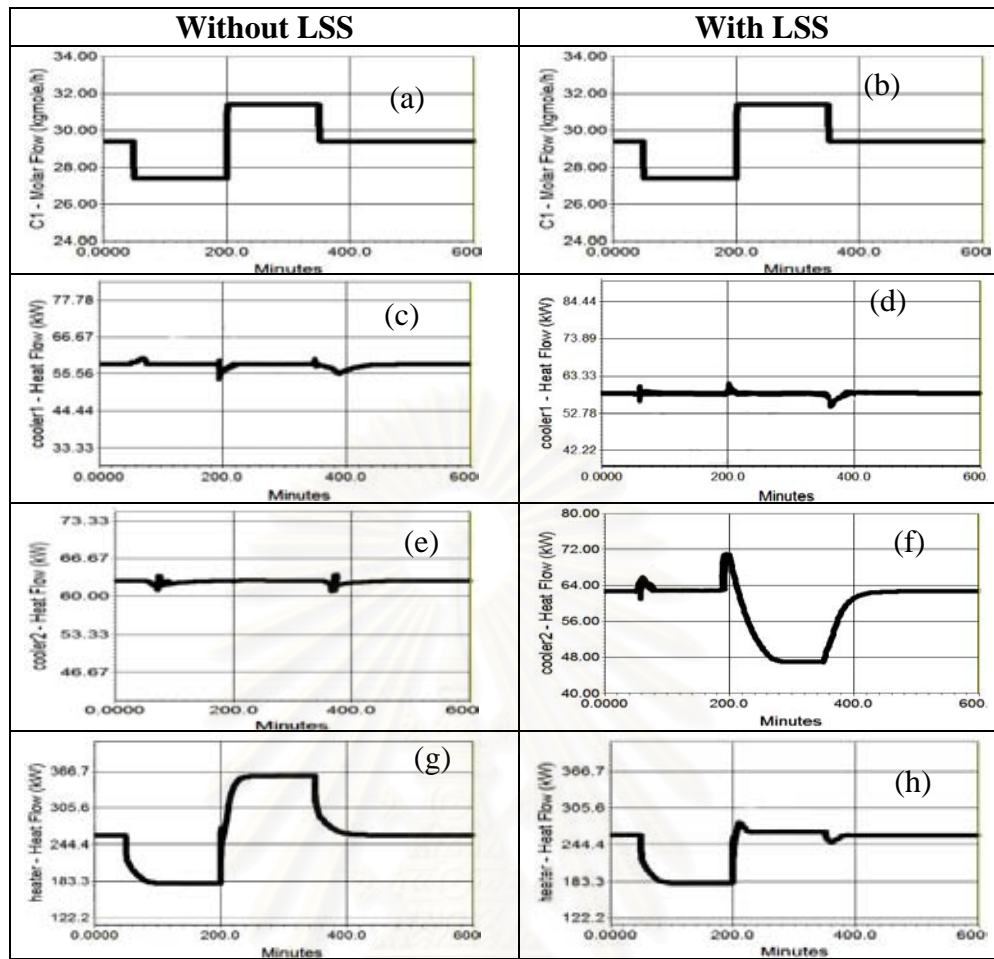 Without LSS
With LSS
C1 - Molar Flow (kgmole/h)
34.00
32.00
30.00
28.00
26.00
24.00
(a)
0.0000 200.0 400.0 600
Minutes
C1 - Molar Flow (kgmole/h)
34.00
32.00
30.00
28.00
26.00
24.00
(b)
0.0000 200.0 400.0 600
Minutes
cooler1 - Heat Flow (kW)
77.78
66.67
55.56
44.44
33.33
(c)
0.0000 200.0 400.0 600
Minutes
cooler1 - Heat Flow (kW)
84.44
73.89
63.33
52.78
42.22
(d)
0.0000 200.0 400.0 600
Minutes
cooler2 - Heat Flow (kW)
73.33
66.67
60.00
53.33
46.67
(e)
0.0000 200.0 400.0 600
Minutes
cooler2 - Heat Flow (kW)
80.00
72.00
64.00
56.00
48.00
40.00
(f)
0.0000 200.0 400.0 600
Minutes
heater - Heat Flow (kW)
366.7
305.6
244.4
183.3
122.2
(g)
0.0000 200.0 400.0 600
Minutes
heater - Heat Flow (kW)
366.7
305.6
244.4
183.3
122.2
(h)
0.0000 200.0 400.0 600
Minutes